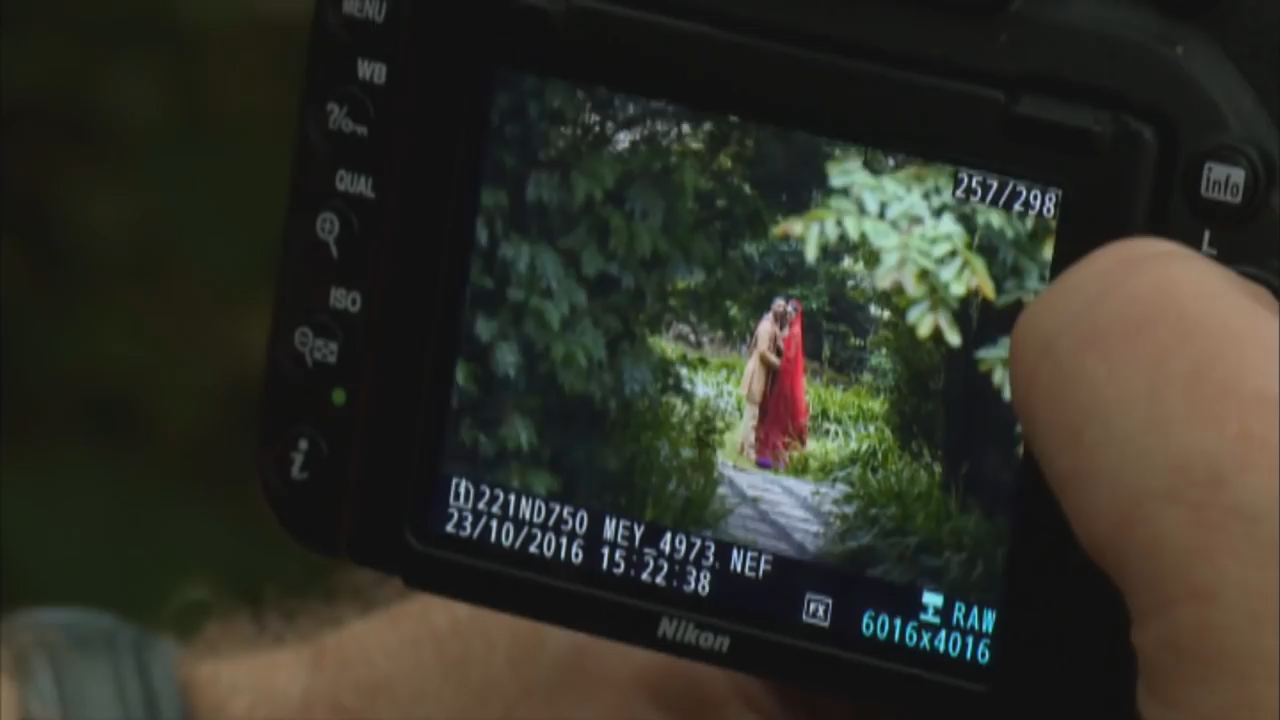 MENU
WB
?/
QUAL
ISO
i
info
L
257/298
1 221ND750 MEY_4973.NEF
23/10/2016 15:22:38
FX
RAW
6016x4016
Nikon